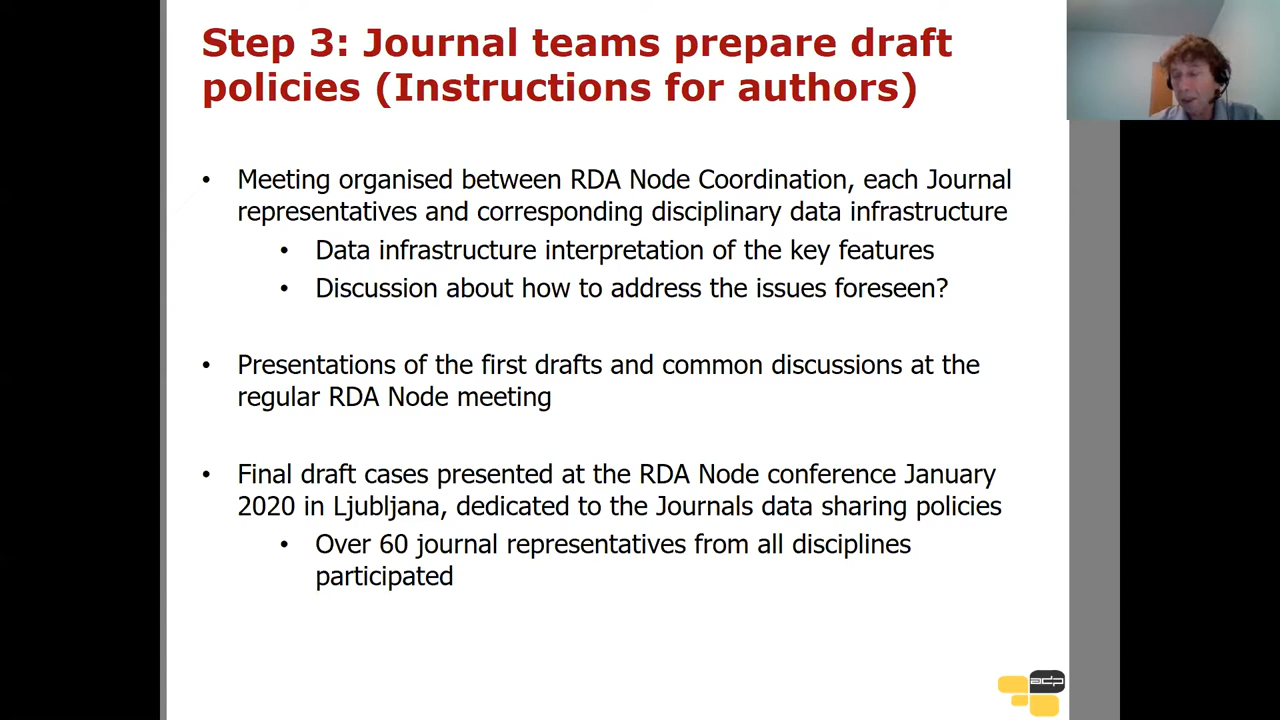 Step 3: Journal teams prepare draft
policies (Instructions for authors)
• Meeting organised between RDA Node Coordination, each Journal
representatives and corresponding disciplinary data infrastructure
• Data infrastructure interpretation of the key features
• Discussion about how to address the issues foreseen?
• Presentations of the first drafts and common discussions at the
regular RDA Node meeting
• Final draft cases presented at the RDA Node conference January
2020 in Ljubljana, dedicated to the Journals data sharing policies
• Over 60 journal representatives from all disciplines
participated
adp